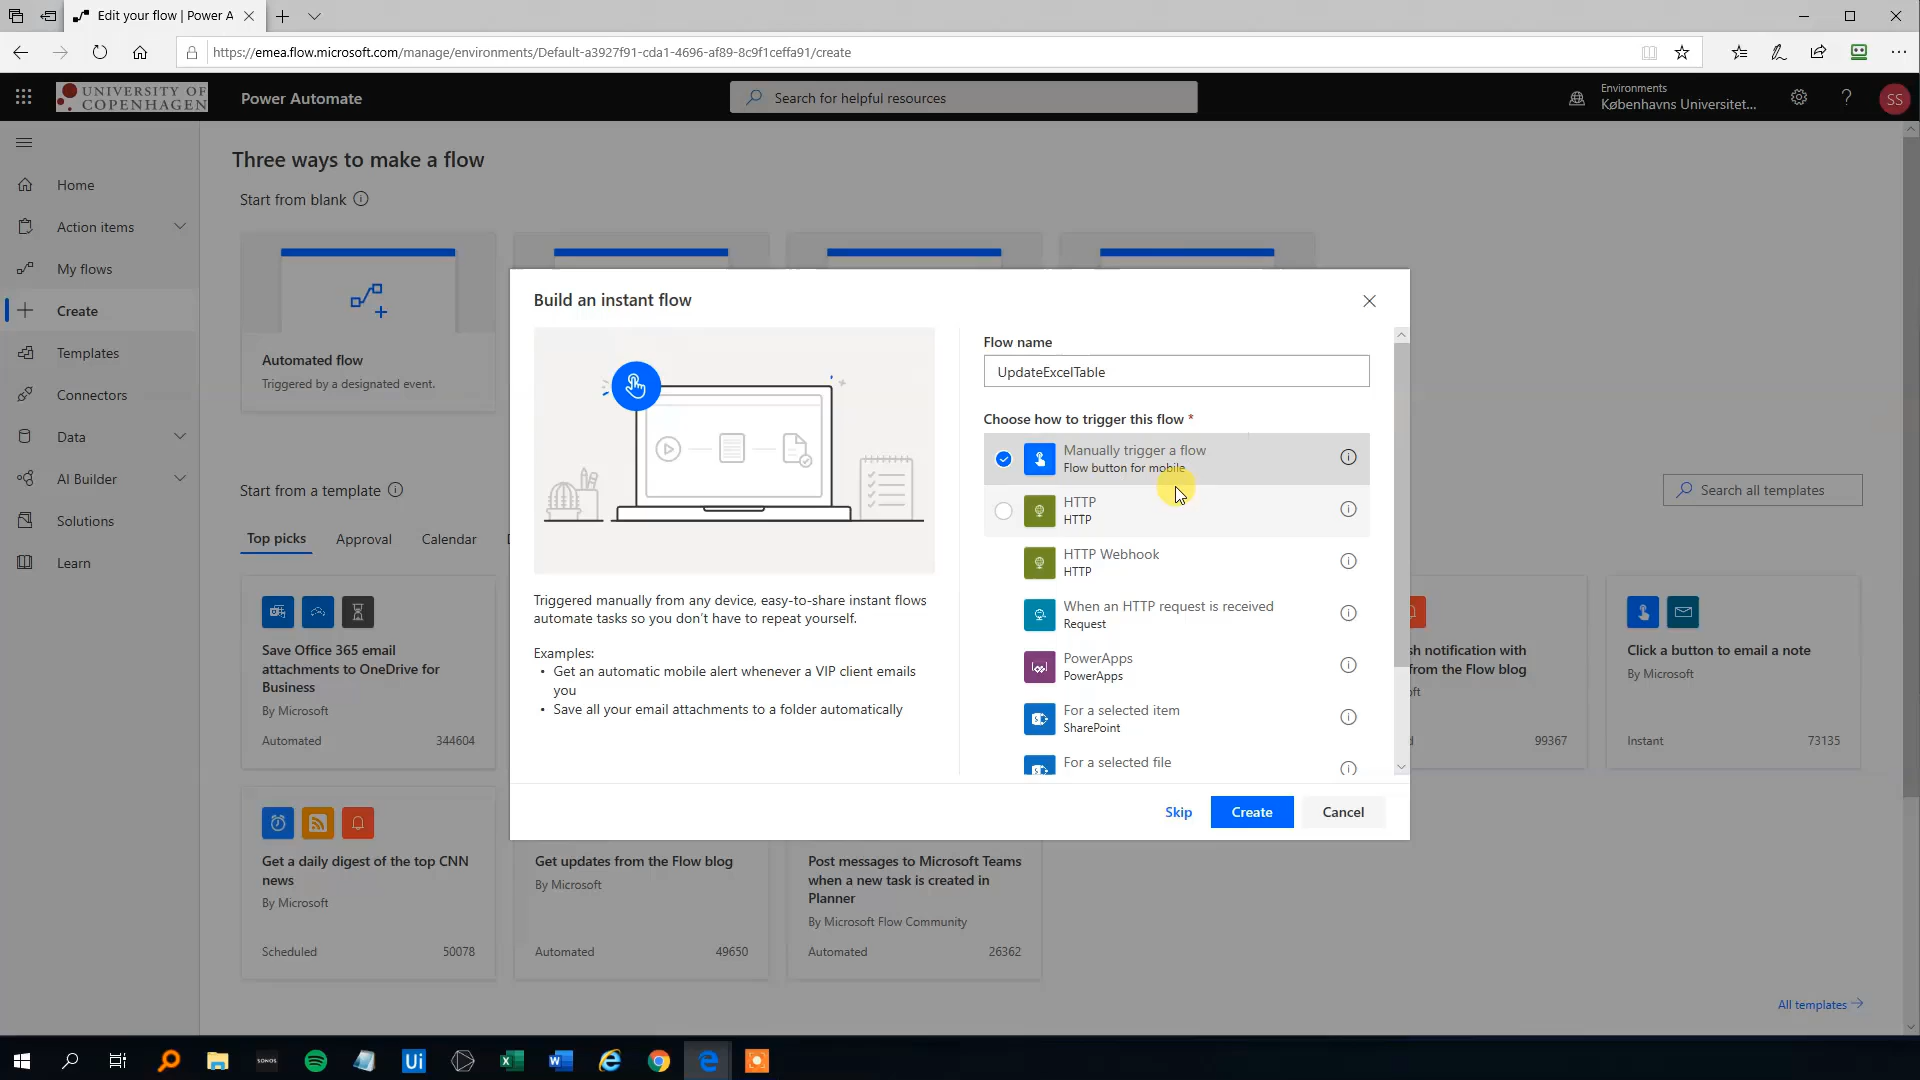 Edit your flow | Power A
https://emea.flow.microsoft.com/manage/environments/Default-a3927f91-cda1-4696-af89-8c9f1ceffa91/create
UNIVERSITY OF
COPENHAGEN
Power Automate
Search for helpful resources
Environments
Københavns Universitet...
?
SS
Home
Action items
My flows
Create
Templates
Connectors
Data
AI Builder
Solutions
Learn
Three ways to make a flow
Start from blank
Automated flow
Triggered by a designated event.
Build an instant flow
Triggered manually from any device, easy-to-share instant flows
automate tasks so you don't have to repeat yourself.
Examples:
• Get an automatic mobile alert whenever a VIP client emails
you
• Save all your email attachments to a folder automatically
Flow name
UpdateExcelTable
Choose how to trigger this flow *
Manually trigger a flow
Flow button for mobile
HTTP
HTTP
HTTP Webhook
HTTP
When an HTTP request is received
Request
PowerApps
PowerApps
For a selected item
SharePoint
For a selected file
Skip
Create
Cancel
Start from a template
Search all templates
Top picks
Approval
Calendar
Save Office 365 email
attachments to OneDrive for
Business
By Microsoft
Automated
344604
sh notification with
from the Flow blog
99367
Click a button to email a note
By Microsoft
Instant
73135
Get a daily digest of the top CNN
news
By Microsoft
Scheduled
50078
Get updates from the Flow blog
By Microsoft
Automated
49650
Post messages to Microsoft Teams
when a new task is created in
Planner
By Microsoft Flow Community
Automated
26362
All templates
SONOS
Ui